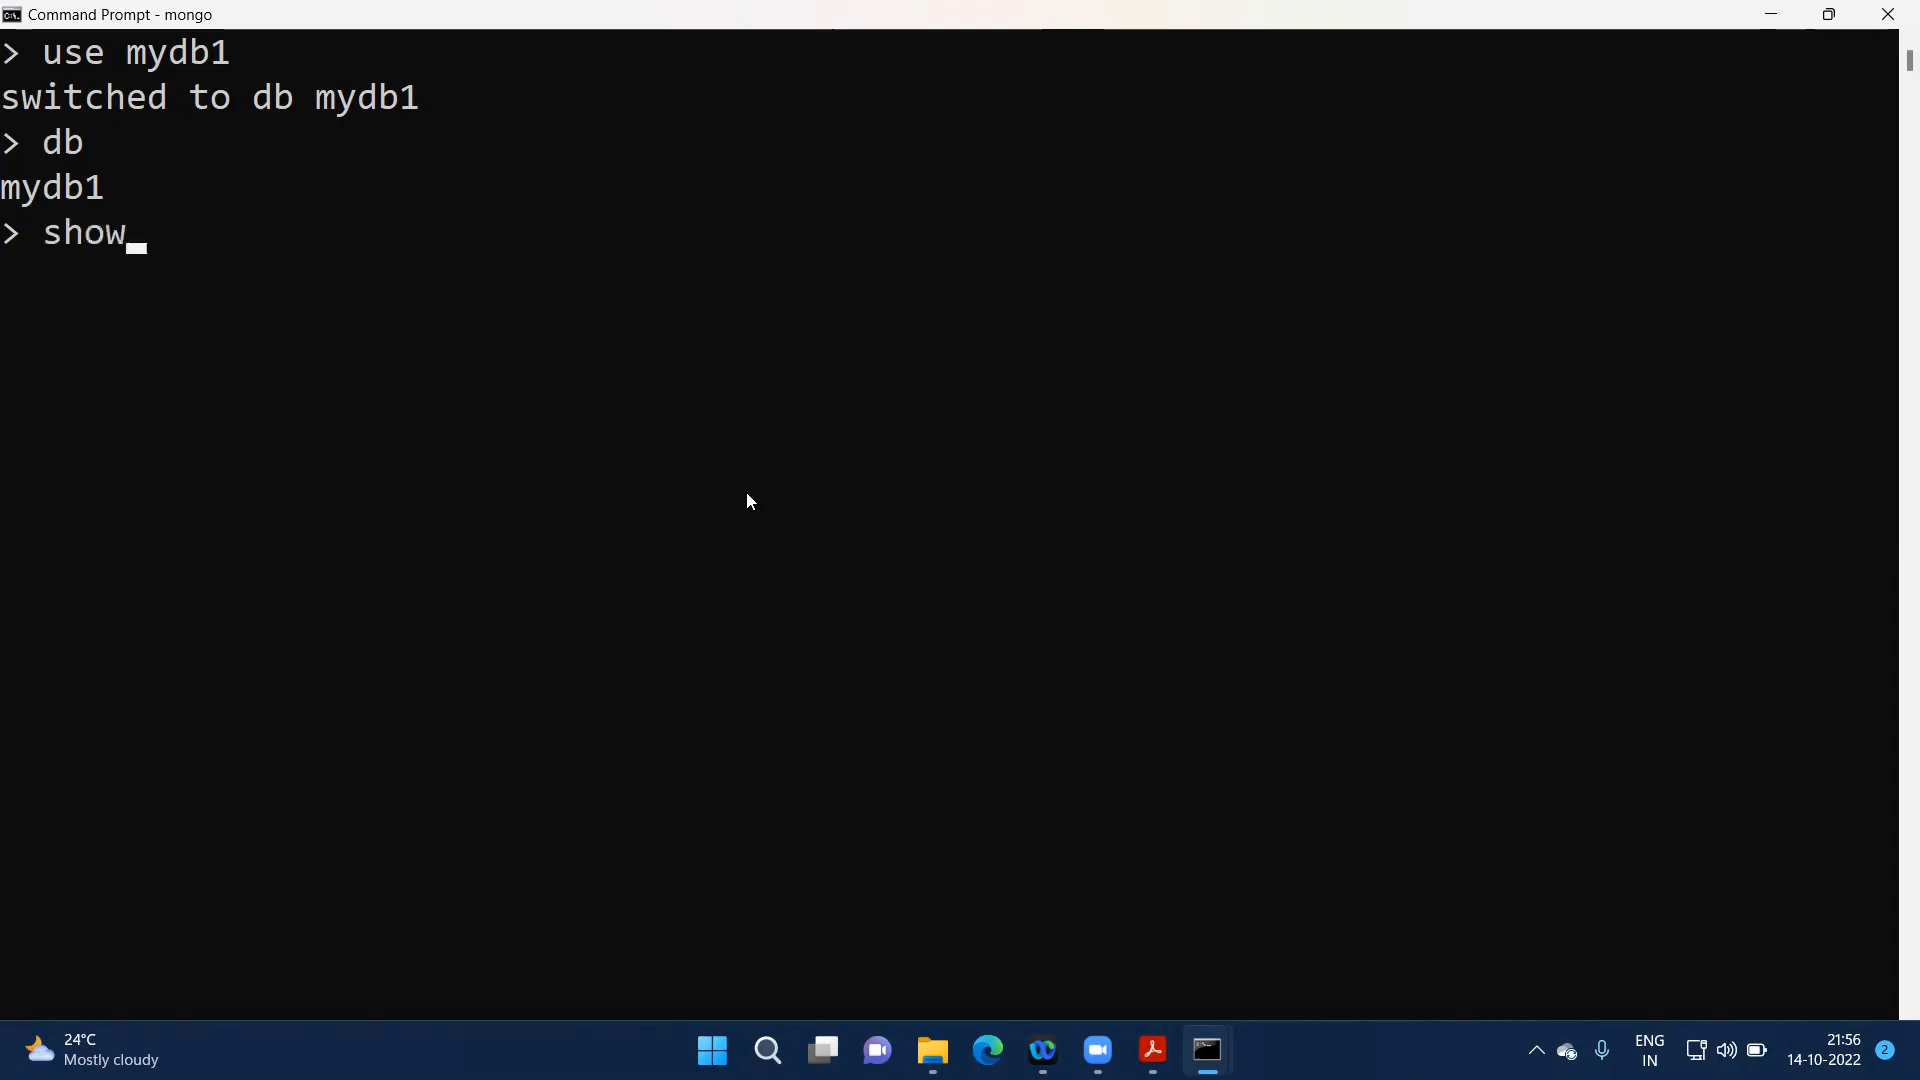 Command Prompt - mongo
> use mydb1
switched to db mydb1
> db
mydb1
> show
24°C
Mostly cloudy
ENG
IN
21:56
14-10-2022
2